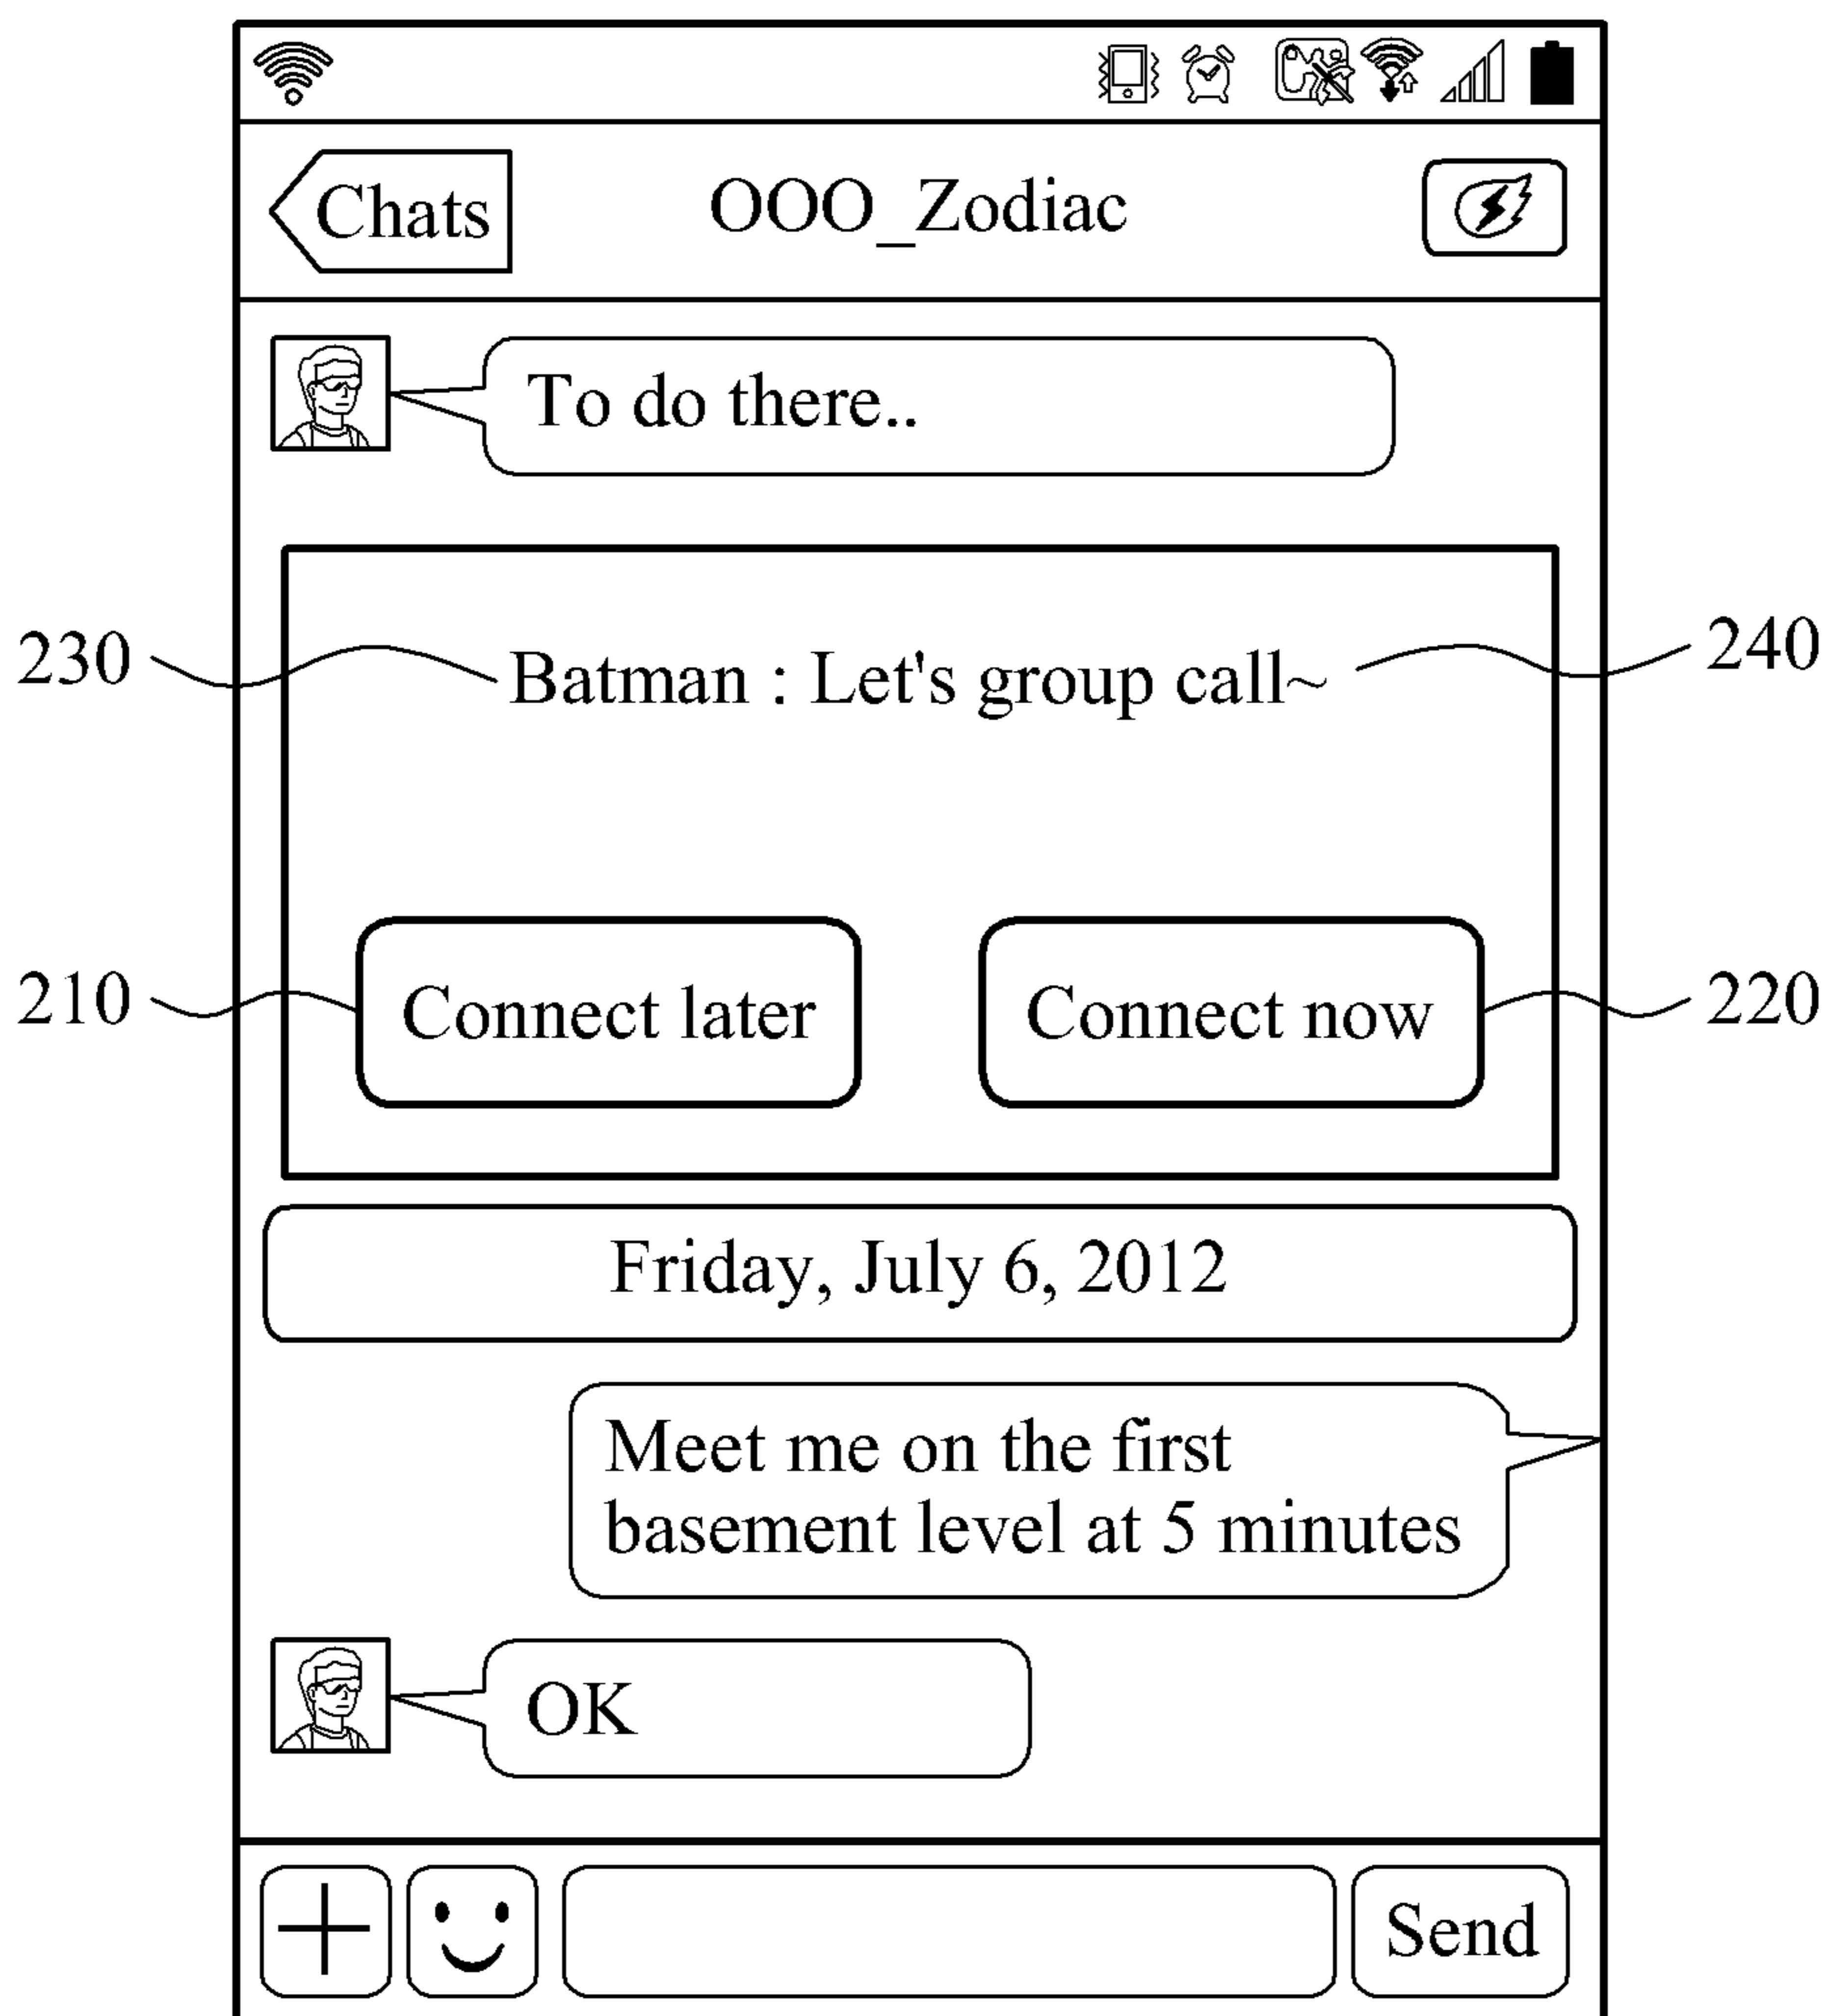 Chats
OOO_Zodiac
To do there..
230
Batman : Let's group call~
240
210
Connect later
Connect now
220
Friday, July 6, 2012
Meet me on the first
basement level at 5 minutes
OK
Send